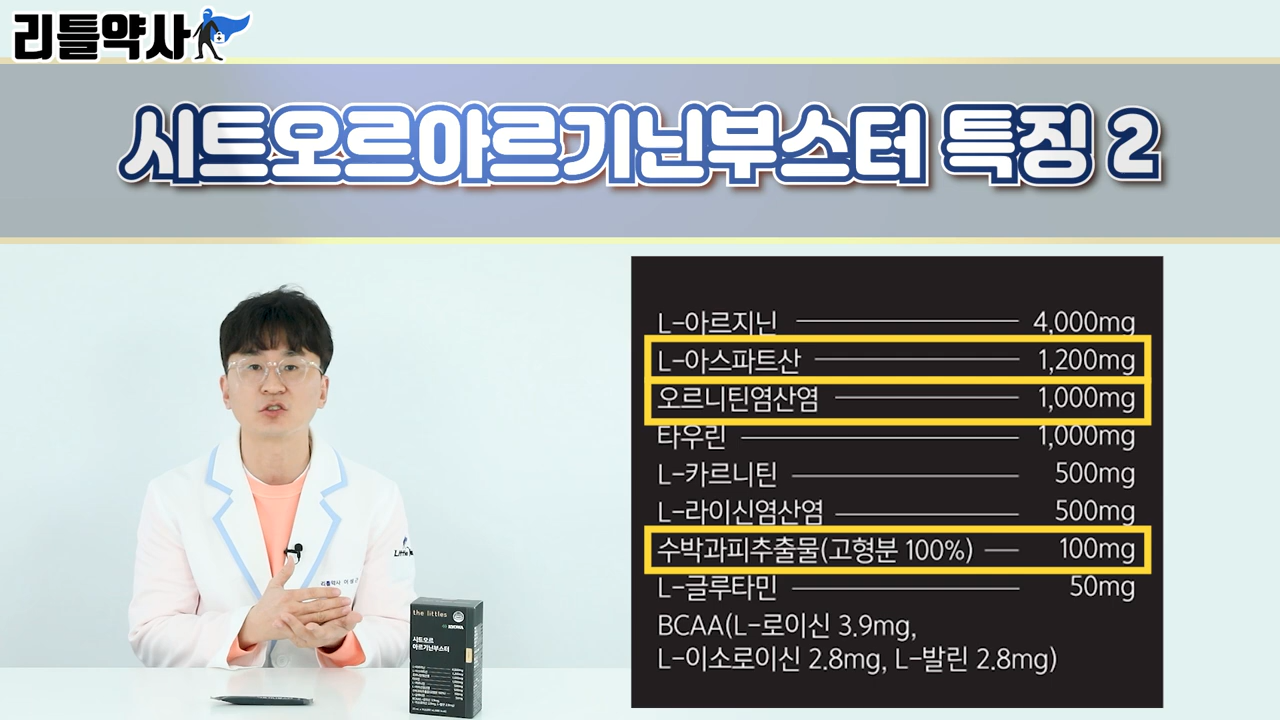 리틀약사
시트오르아르기닌부스터 특징 2
L-아르지닌 4,000mg
L-아스파트산 1,200mg
오르니틴염산염 1,000mg
타우린 1,000mg
L-카르니틴 500mg
L-라이신염산염 500mg
수박과피추출물(고형분 100%) 100mg
L-글루타민 50mg
BCAA(L-로이신 3.9mg,
L-이소로이신 2.8mg, L-발린 2.8mg)
리틀약사
the littles
시트오르
아르기닌부스터